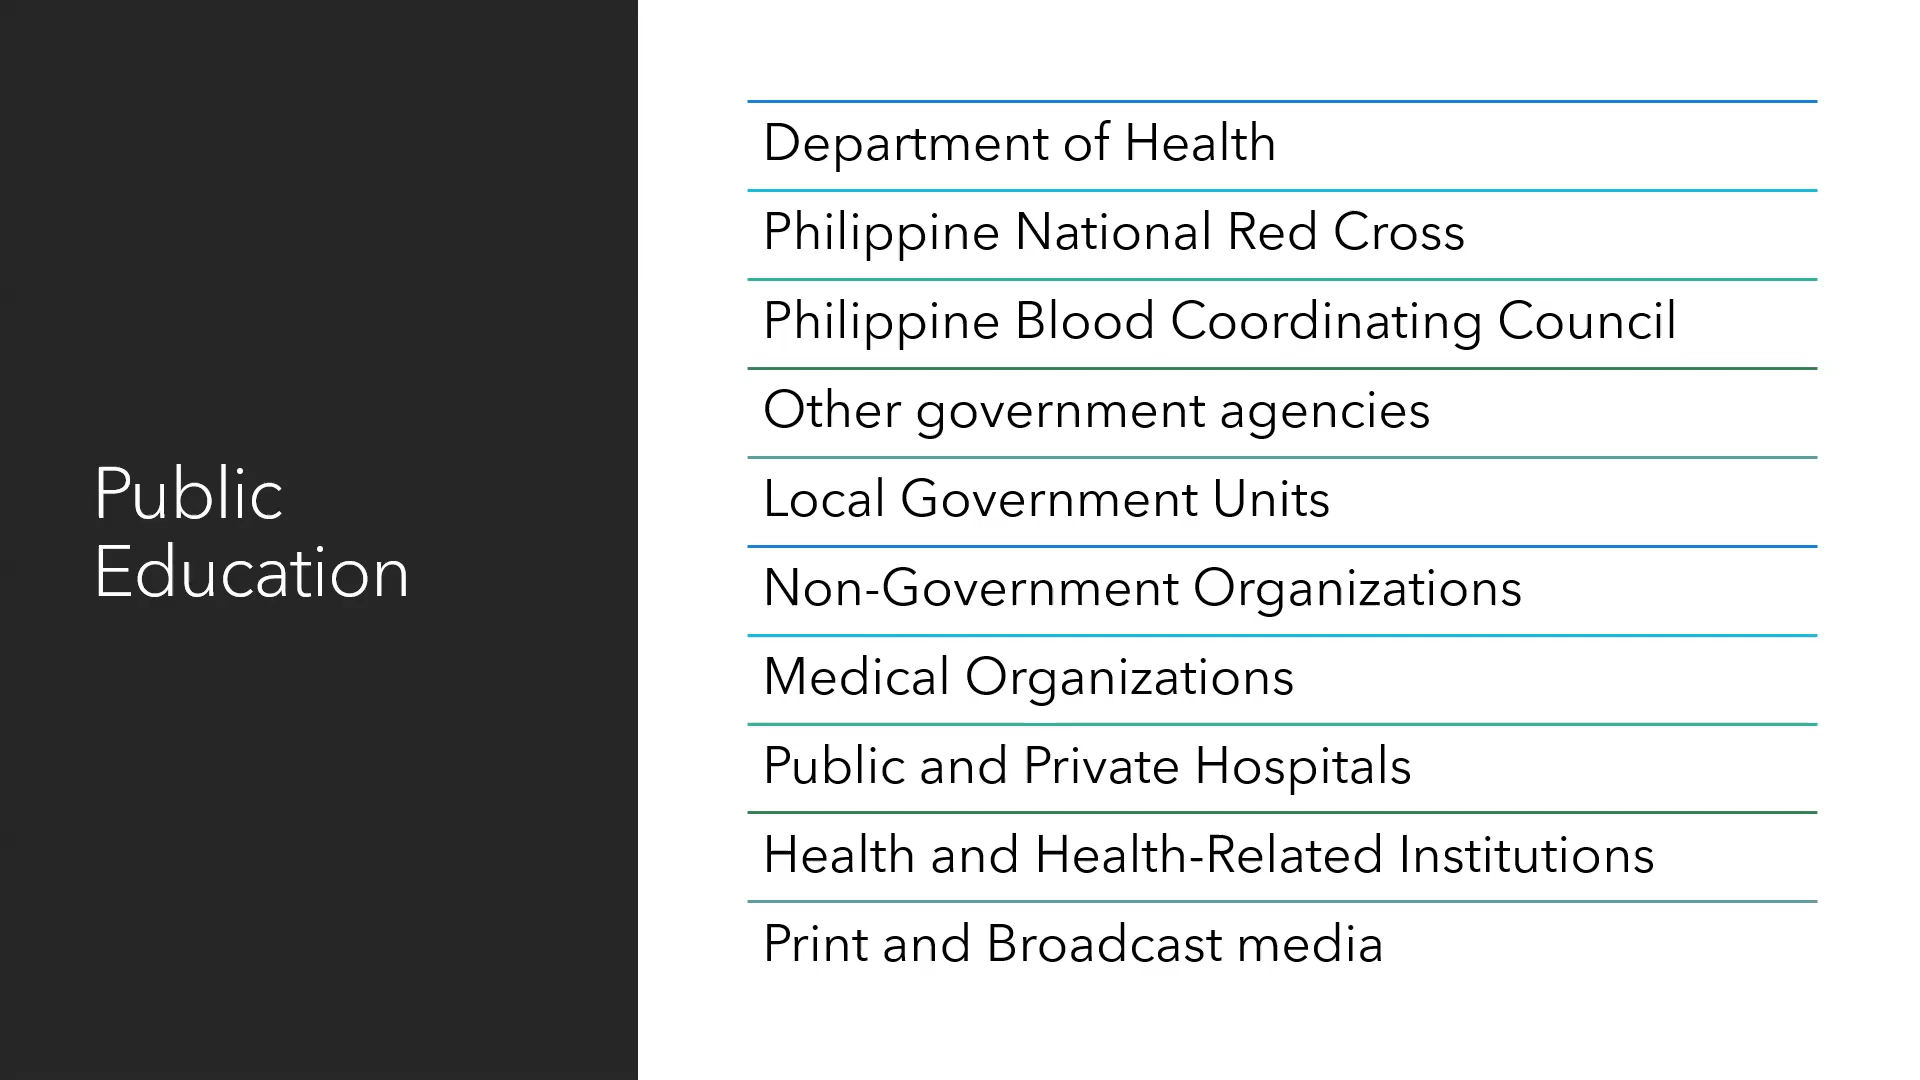 Public
Education
Department of Health
Philippine National Red Cross
Philippine Blood Coordinating Council
Other government agencies
Local Government Units
Non-Government Organizations
Medical Organizations
Public and Private Hospitals
Health and Health-Related Institutions
Print and Broadcast media